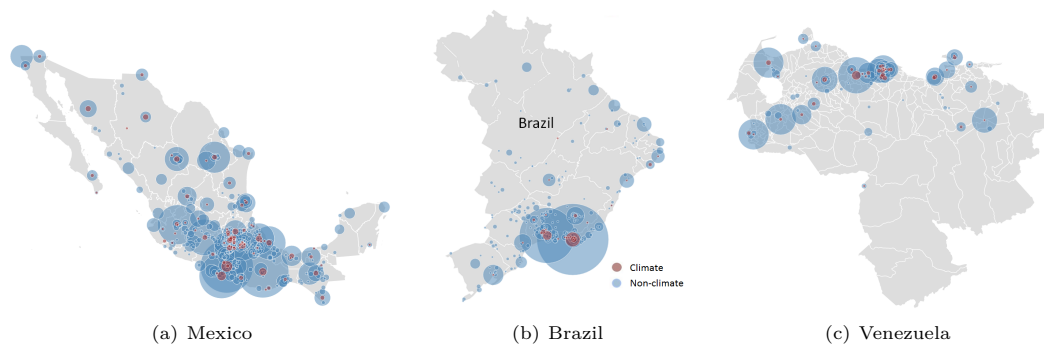 Brazil
Climate
Non-climate
(a) Mexico
(b) Brazil
(c) Venezuela